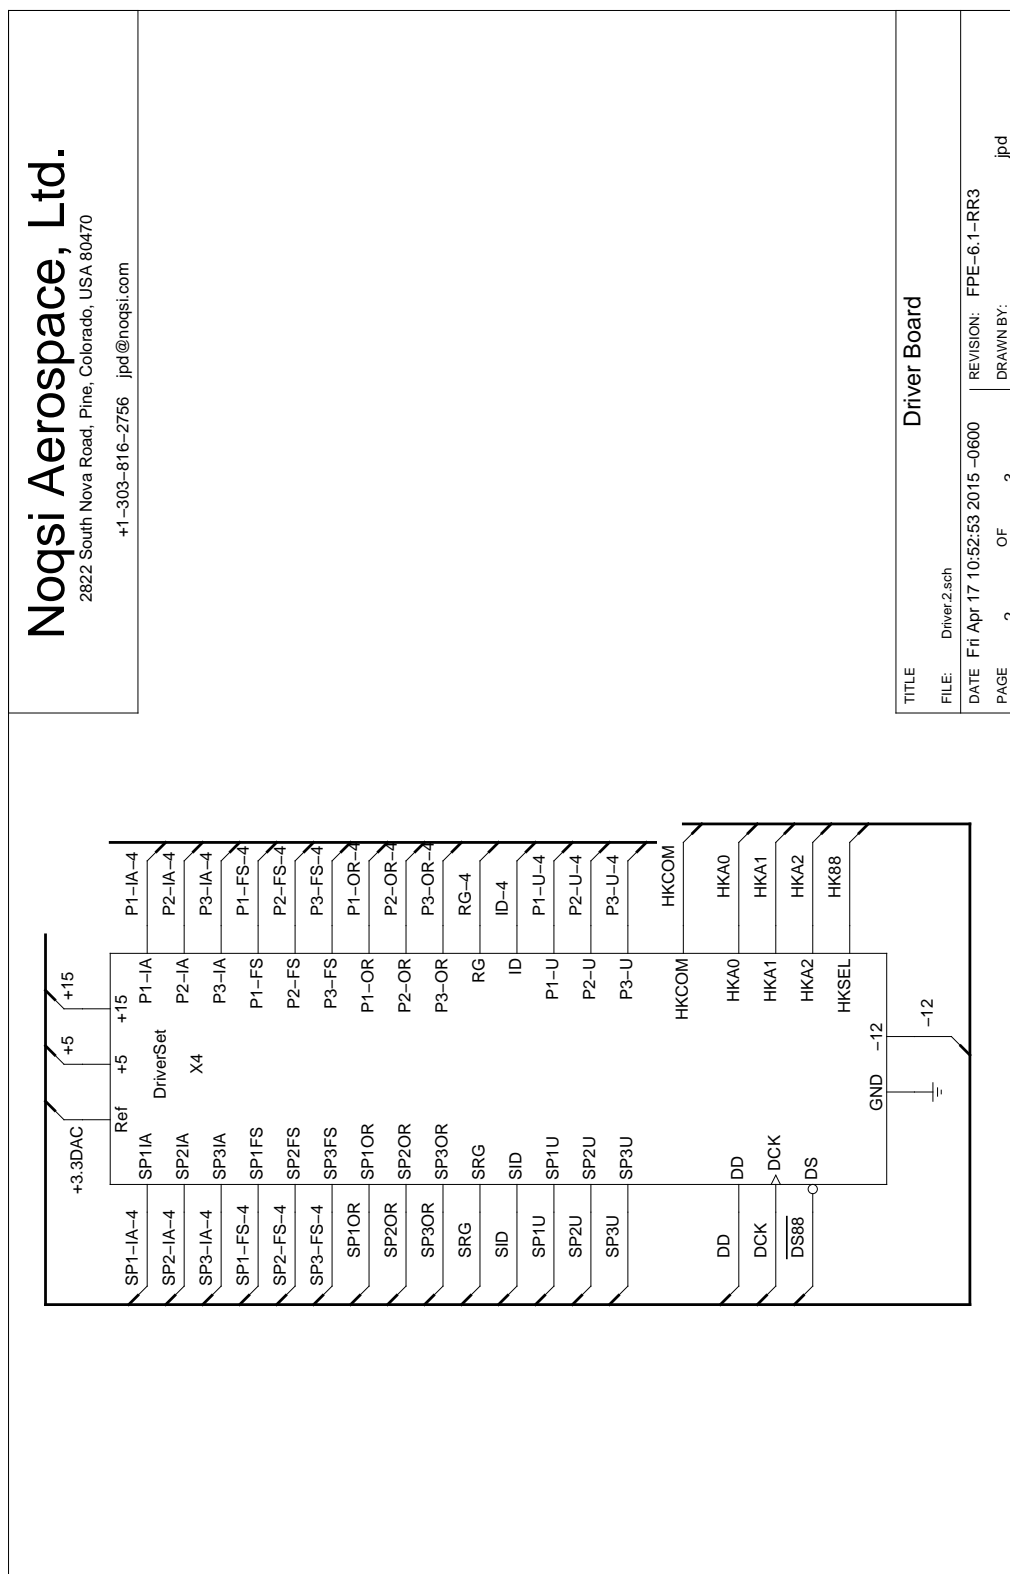 Noqsi Aerospace, Ltd.
2822 South Nova Road, Pine, Colorado, USA 80470
+1−303−816−2756 jpd@noqsi.com
+3.3DAC
+5
+15
Ref
+5
+15
DriverSet
X4
SP1−IA−4 SP1IA P1−IA P1−IA−4
SP2−IA−4 SP2IA P2−IA P2−IA−4
SP3−IA−4 SP3IA P3−IA P3−IA−4
SP1−FS−4 SP1FS P1−FS P1−FS−4
SP2−FS−4 SP2FS P2−FS P2−FS−4
SP3−FS−4 SP3FS P3−FS P3−FS−4
SP1OR SP1OR P1−OR P1−OR−4
SP2OR SP2OR P2−OR P2−OR−4
SP3OR SP3OR P3−OR P3−OR−4
SRG SRG RG RG−4
SID SID ID ID−4
SP1U SP1U P1−U P1−U−4
SP2U SP2U P2−U P2−U−4
SP3U SP3U P3−U P3−U−4
HKCOM HKCOM
DD DD HKA0 HKA0
DCK DCK HKA1 HKA1
DS88 DS HKA2 HKA2
HKSEL HK88
GND −12
−12
TITLE
Driver Board
FILE: Driver.2.sch
REVISION: FPE−6.1−RR3
DATE Fri Apr 17 10:52:53 2015 −0600
PAGE OF
DRAWN BY: jpd